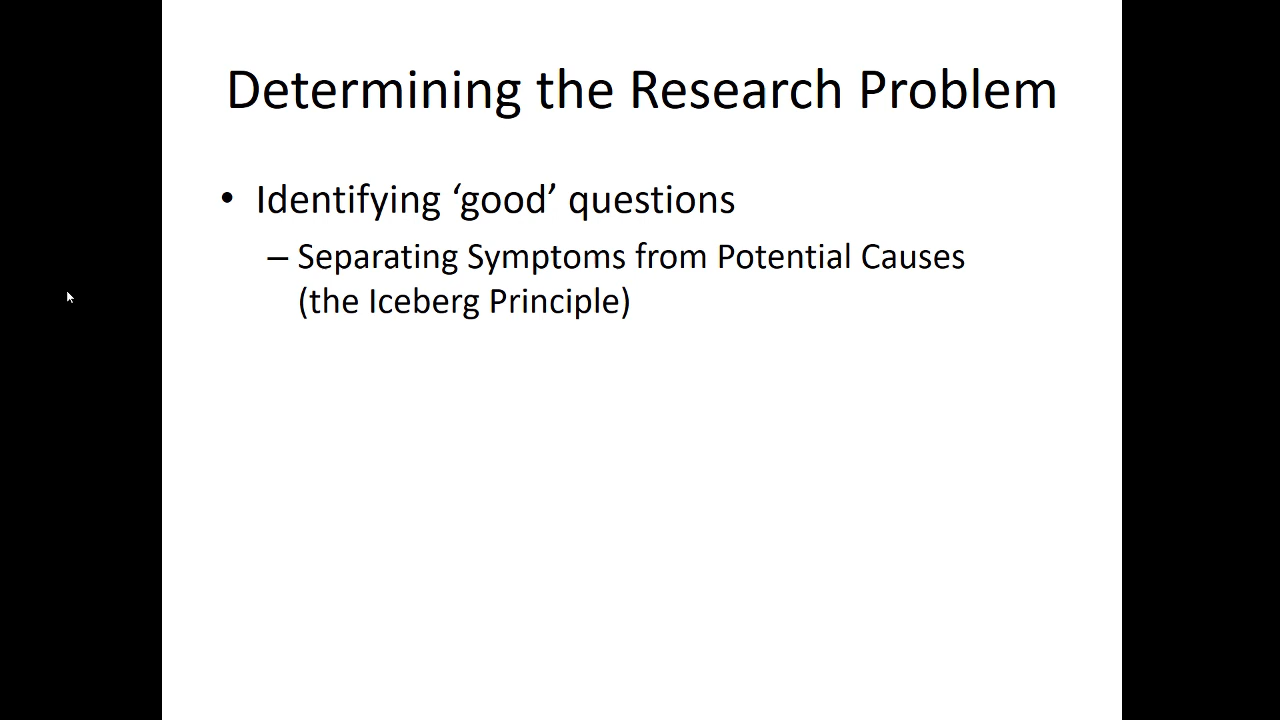 Determining the Research Problem
• Identifying ‘good’ questions
– Separating Symptoms from Potential Causes
(the Iceberg Principle)